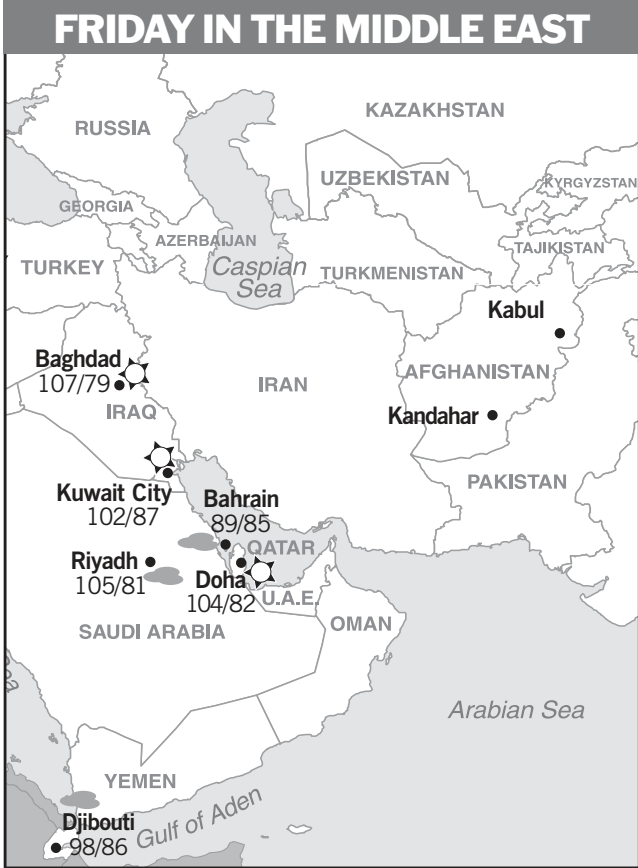 FRIDAY IN THE MIDDLE EAST
KAZAKHSTAN
RUSSIA
UZBEKISTAN
KYRGYZSTAN
GEORGIA
AZERBAIJAN
TAJIKISTAN
TURKEY
Caspian
Sea
TURKMENISTAN
Kabul
Baghdad
107/79
IRAN
AFGHANISTAN
IRAQ
Kandahar
PAKISTAN
Kuwait City
102/87
Bahrain
89/85
QATAR
Riyadh
105/81
Doha
104/82
U.A.E.
SAUDI ARABIA
OMAN
Arabian Sea
YEMEN
Djibouti
98/86
Gulf of Aden